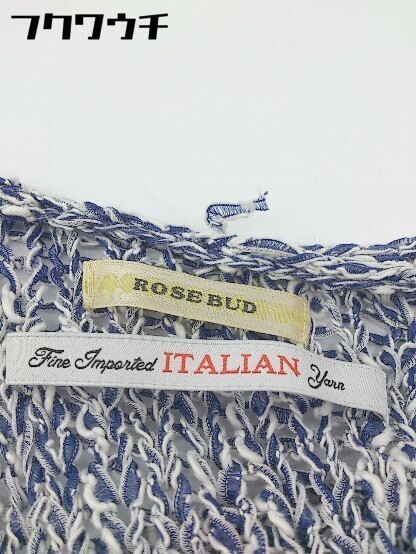 フクワウチ
ROSE BUD
Fine Imported ITALIAN Yarn